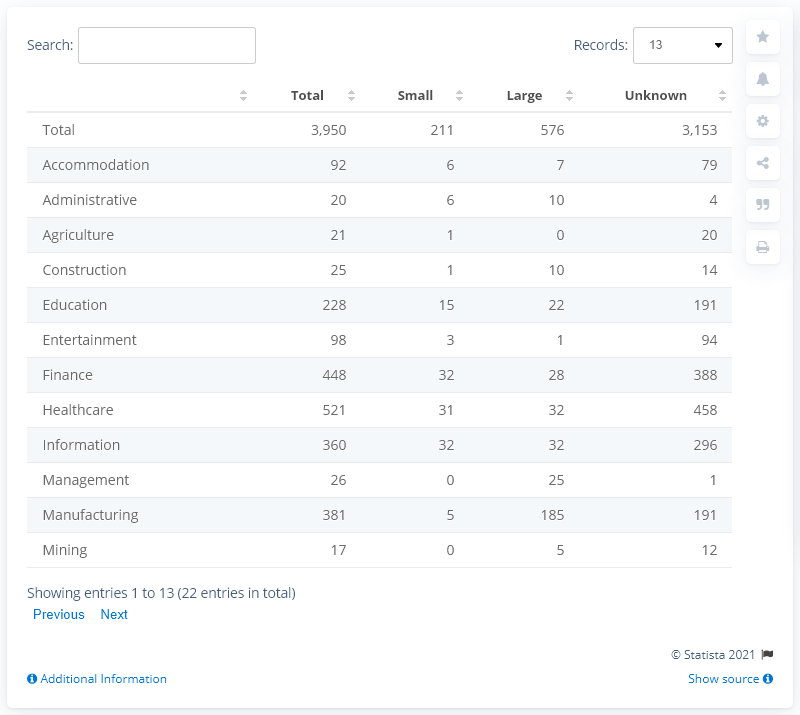 Search: Records: 13
Total Small Large Unknown
Total 3,950 211 576 3,153
Accommodation 92 6 7 79
Administrative 20 6 10 4
Agriculture 21 1 0 20
Construction 25 1 10 14
Education 228 15 22 191
Entertainment 98 3 1 94
Finance 448 32 28 388
Healthcare 521 31 32 458
Information 360 32 32 296
Management 26 0 25 1
Manufacturing 381 5 185 191
Mining 17 0 5 12
Showing entries 1 to 13 (22 entries in total)
Previous Next
© Statista 2021
Additional Information Show source